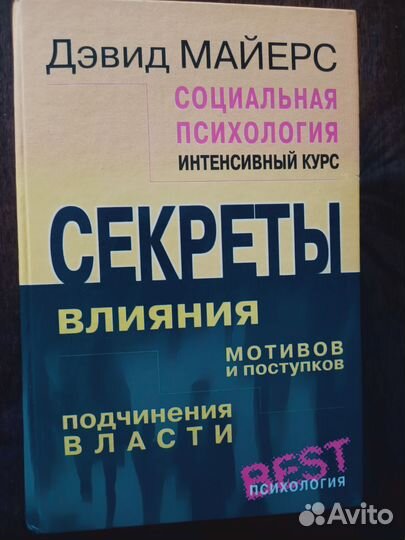 Дэвид МАЙЕРС
СОЦИАЛЬНАЯ
ПСИХОЛОГИЯ
ИНТЕНСИВНЫЙ КУРС
СЕКРЕТЫ
ВЛИЯНИЯ
МОТИВОВ
и поступков
подчинения
ВЛАСТИ
BEST
ПСИХОЛОГИЯ
Avito